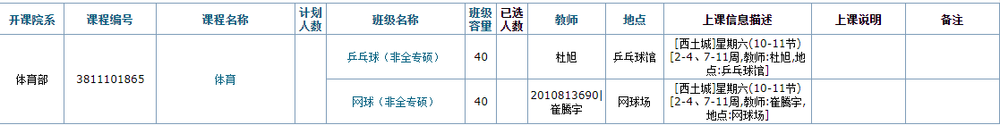 开课院系
课程编号
课程名称
计划
人数
班级名称
班级
容量
已选
人数
教师
地点
上课信息描述
上课说明
备注
体育部
3811101865
体育
乒乓球（非全专硕）
40
杜旭
乒乓球馆
[西土城]星期六(10-11节)
[2-4、7-11周,教师:杜旭,地
点:乒乓球馆]
网球（非全专硕）
40
2010813690|
崔腾宇
网球场
[西土城]星期六(10-11节)
[2-4、7-11周,教师:崔腾宇,
地点:网球场]